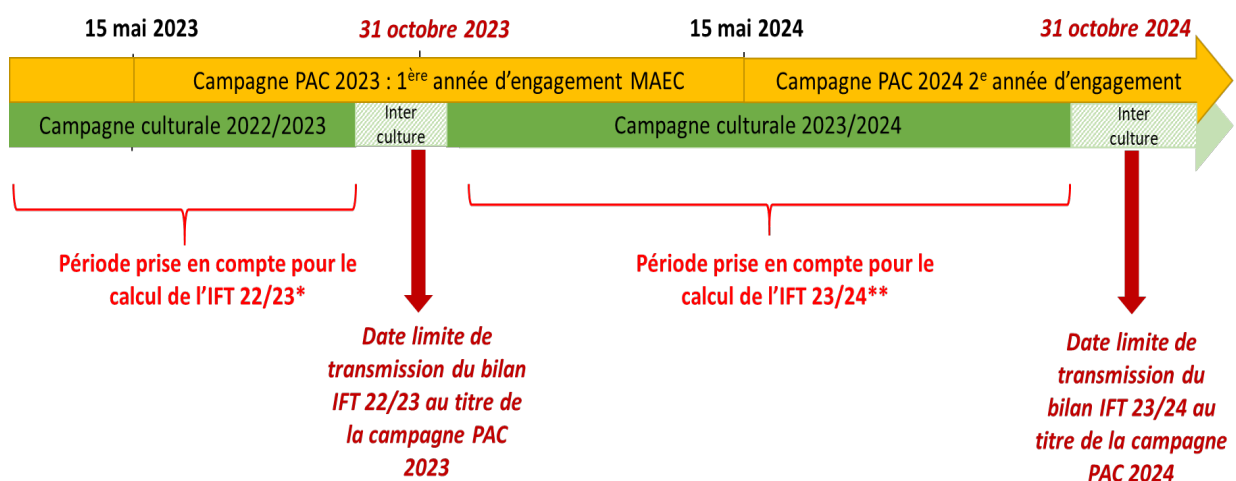 15 mai 2023
31 octobre 2023
15 mai 2024
31 octobre 2024
Campagne PAC 2023 : 1ère année d’engagement MAEC
Campagne PAC 2024 2e année d’engagement
Campagne culturale 2022/2023
Inter
culture
Campagne culturale 2023/2024
Inter
culture
Période prise en compte pour le
calcul de l’IFT 22/23*
Période prise en compte pour le
calcul de l’IFT 23/24**
Date limite de
transmission du bilan
IFT 22/23 au titre de
la campagne PAC
2023
Date limite de
transmission du
bilan IFT 23/24 au
titre de la campagne
PAC 2024